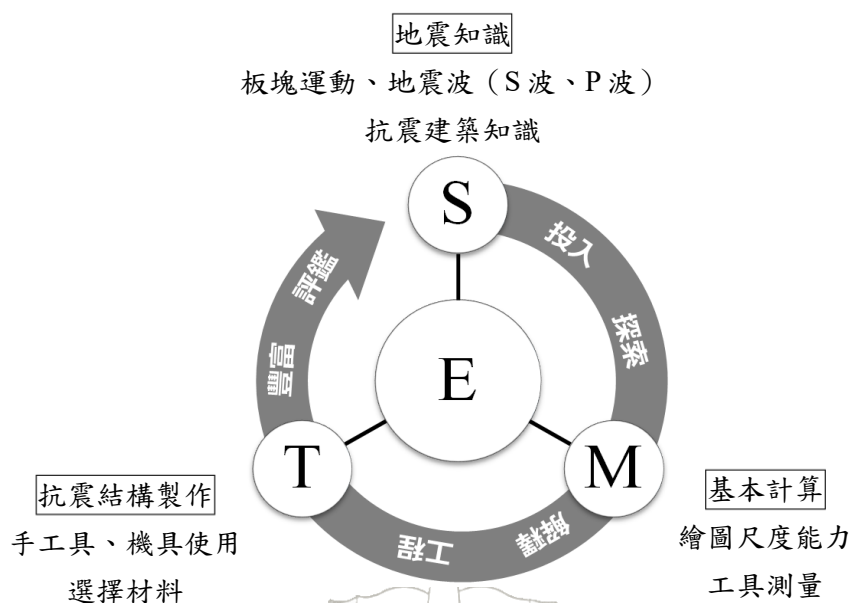 地震知識
板塊運動、地震波（S 波、P 波）
抗震建築知識
S
投入
探索
E
T
M
解釋
工程
豐富
評鑑
抗震結構製作
手工具、機具使用
選擇材料
基本計算
繪圖尺度能力
工具測量